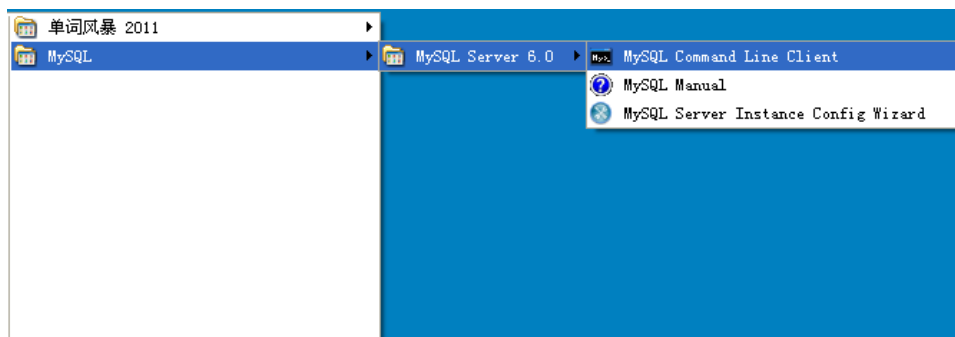 单词风暴 2011
MySQL
MySQL Server 6.0
MySQL Command Line Client
MySQL Manual
MySQL Server Instance Config Wizard